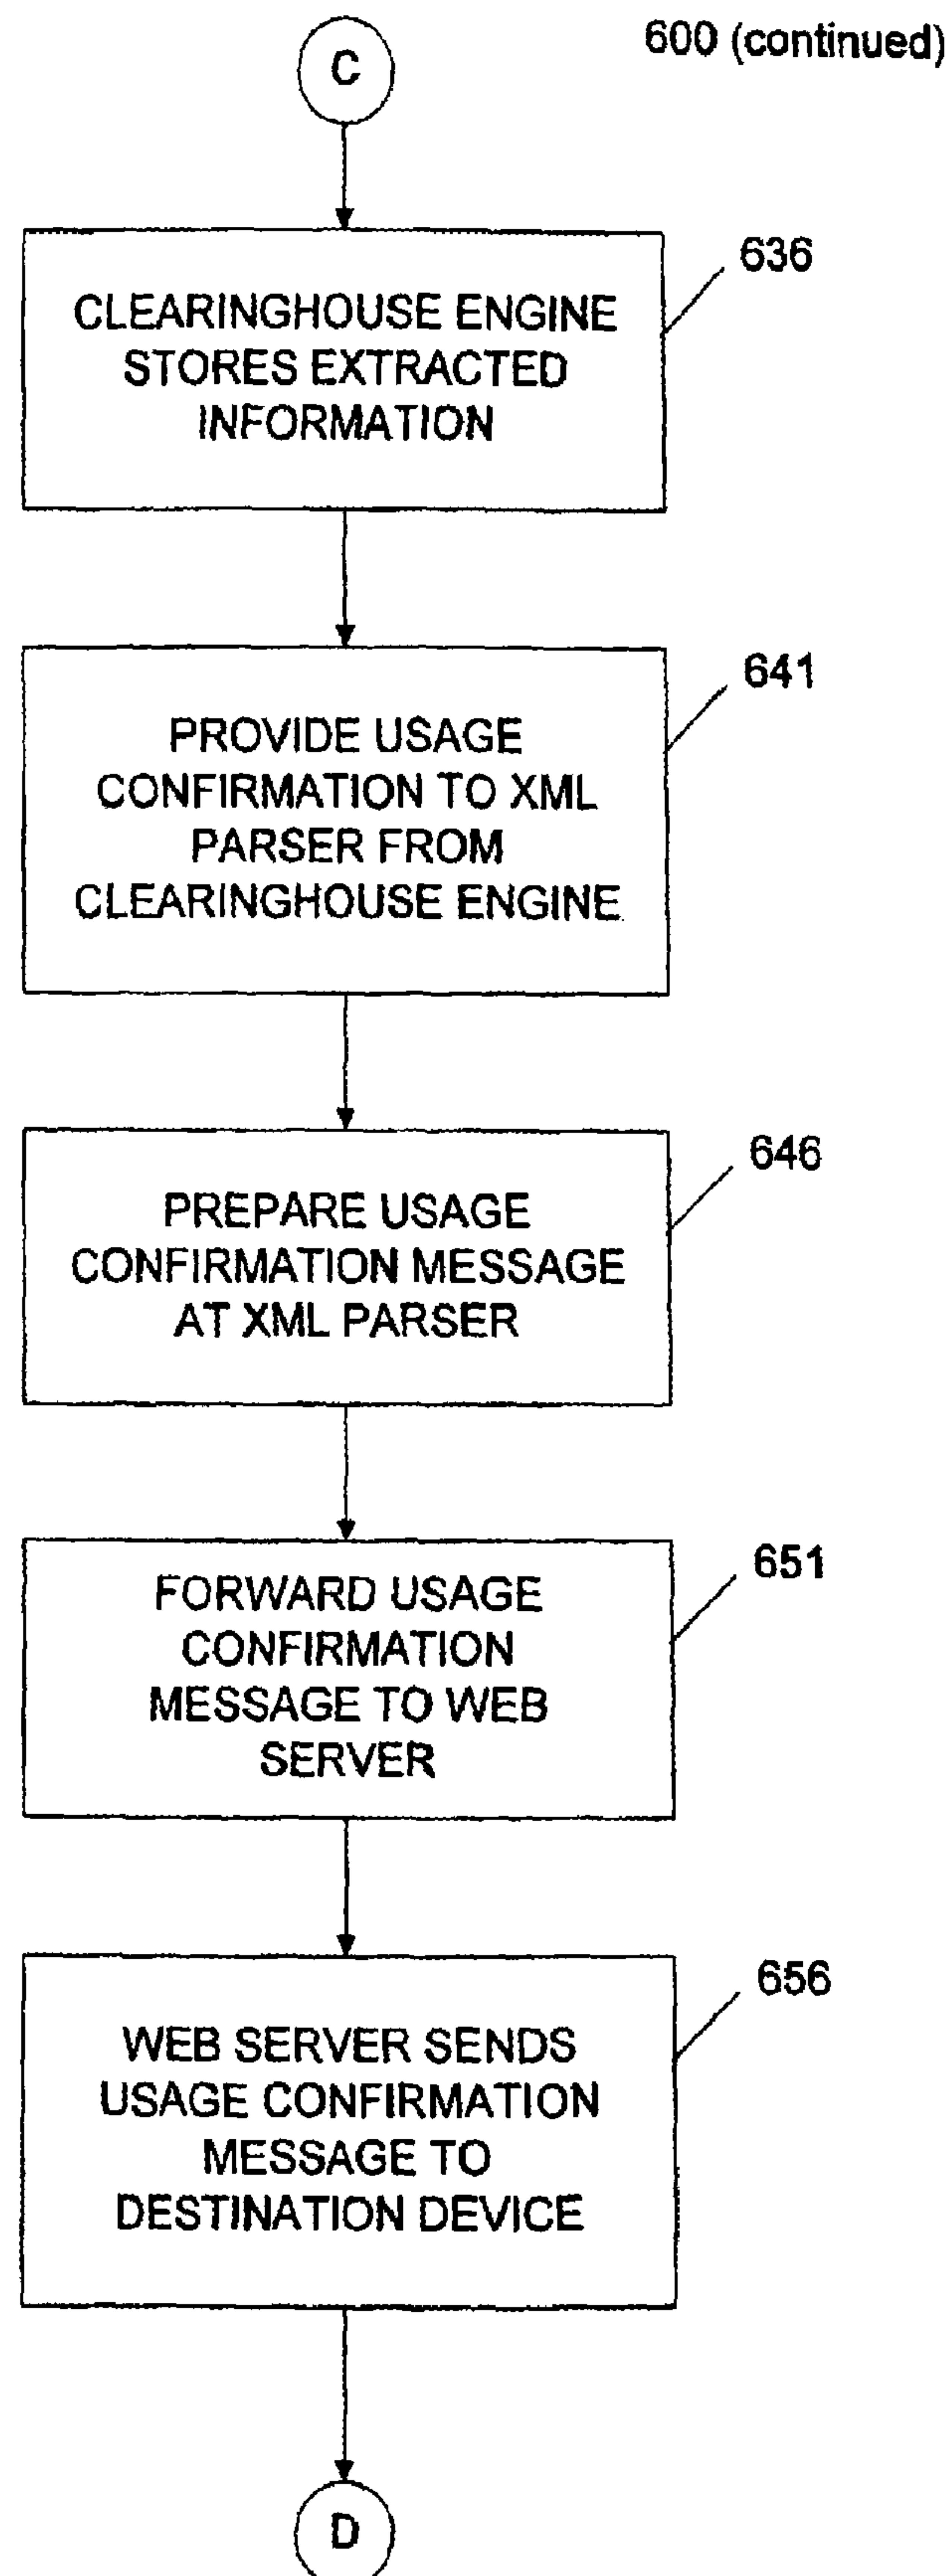 600 (continued)
C
636
CLEARINGHOUSE ENGINE
STORES EXTRACTED
INFORMATION
641
PROVIDE USAGE
CONFIRMATION TO XML
PARSER FROM
CLEARINGHOUSE ENGINE
646
PREPARE USAGE
CONFIRMATION MESSAGE
AT XML PARSER
651
FORWARD USAGE
CONFIRMATION
MESSAGE TO WEB
SERVER
656
WEB SERVER SENDS
USAGE CONFIRMATION
MESSAGE TO
DESTINATION DEVICE
D